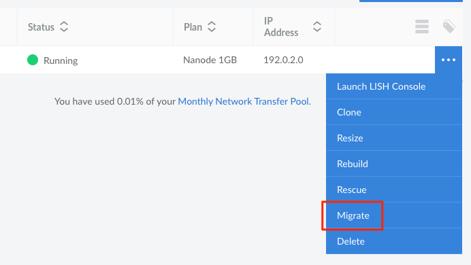 Status Plan IP Address
Running Nanode 1GB 192.0.2.0 ...
You have used 0.01% of your Monthly Network Transfer Pool.
Launch LISH Console
Clone
Resize
Rebuild
Rescue
Migrate
Delete